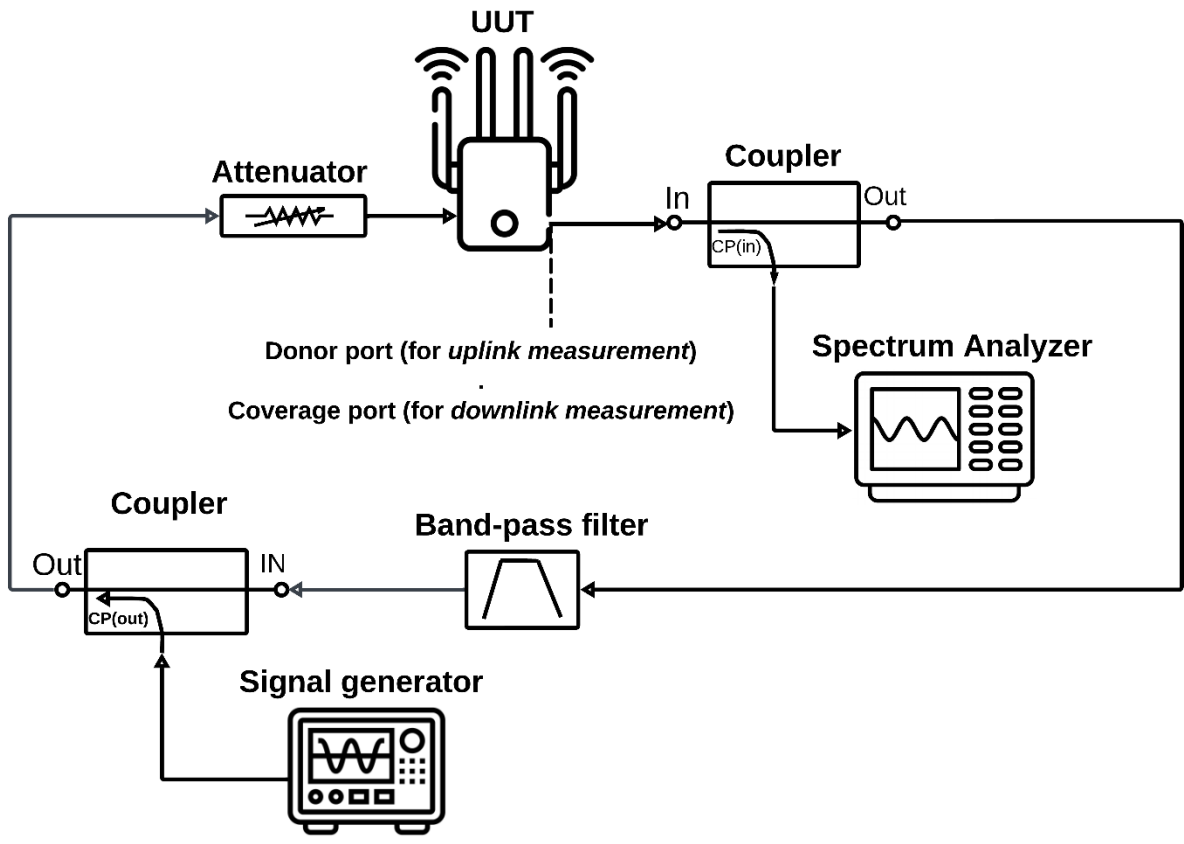 UUT
Attenuator
Coupler
In
Out
CP(in)
Donor port (for uplink measurement)
.
Coverage port (for downlink measurement)
Spectrum Analyzer
Coupler
Band-pass filter
Out
IN
CP(out)
Signal generator